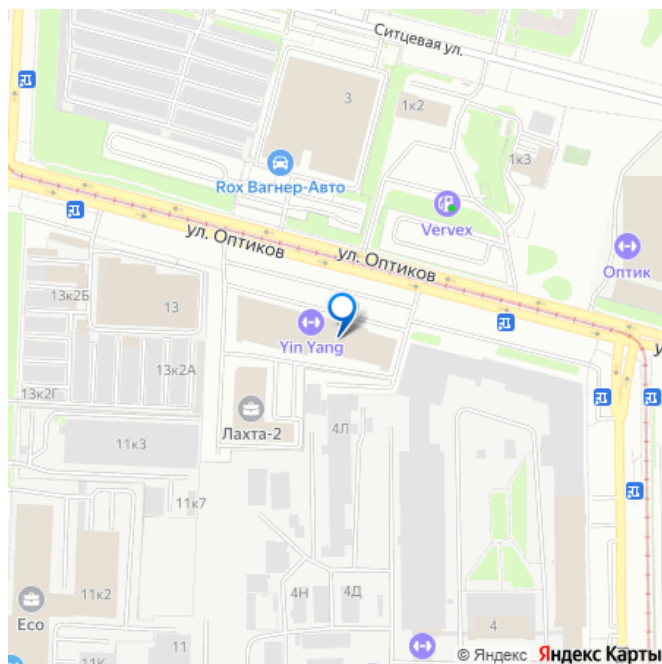 Ситцевая ул.
3
1к2
1к3
Rox Вагнер-Авто
Vervex
ул. Оптиков
ул. Оптиков
Оптик
13к2Б
13
Yin Yang
13к2А
13к2Г
Лахта-2
4Л
11к3
11к7
11к2
4Н
4Д
Eco
4
11
© Яндекс Яндекс Карты